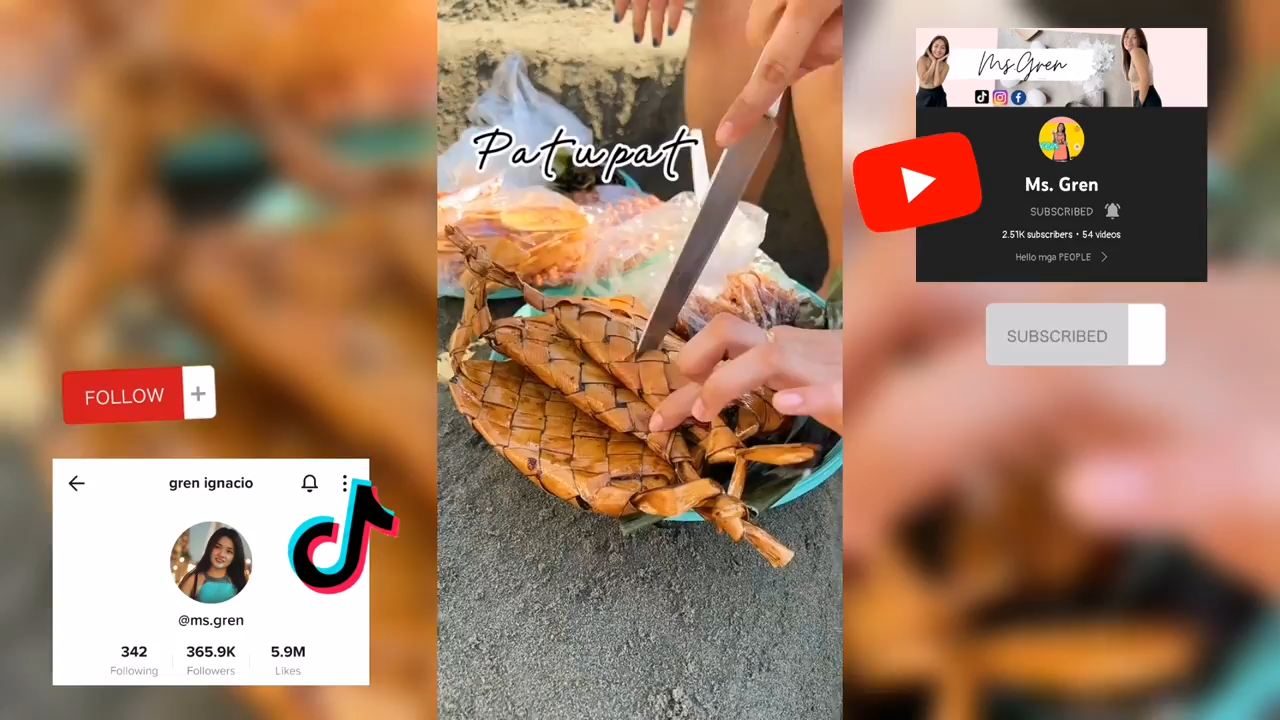 Patupat
FOLLOW
gren ignacio
@ms.gren
342 365.9K 5.9M
Following Followers Likes
Ms Gren
Ms. Gren
SUBSCRIBED
2.51K subscribers • 54 videos
Hello mga PEOPLE
SUBSCRIBED